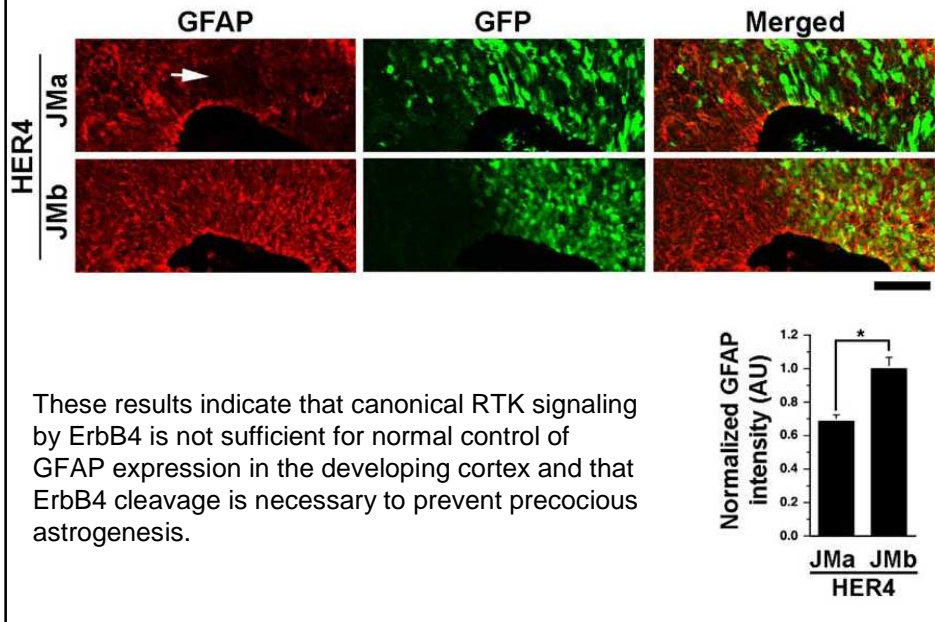 GFAP GFP Merged
HER4
JMa
JMb
These results indicate that canonical RTK signaling
by ErbB4 is not sufficient for normal control of
GFAP expression in the developing cortex and that
ErbB4 cleavage is necessary to prevent precocious
astrogenesis.
Normalized GFAP
intensity (AU)
1.2
1.0
0.8
0.6
0.4
0.2
0.0
*
JMa JMb
HER4